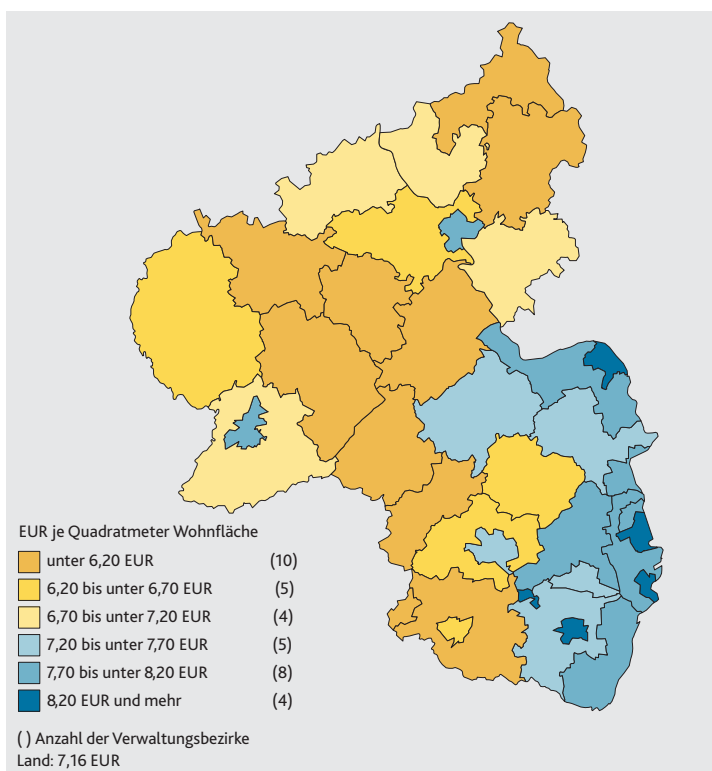 EUR je Quadratmeter Wohnfläche
unter 6,20 EUR (10)
6,20 bis unter 6,70 EUR (5)
6,70 bis unter 7,20 EUR (4)
7,20 bis unter 7,70 EUR (5)
7,70 bis unter 8,20 EUR (8)
8,20 EUR und mehr (4)
( ) Anzahl der Verwaltungsbezirke
Land: 7,16 EUR